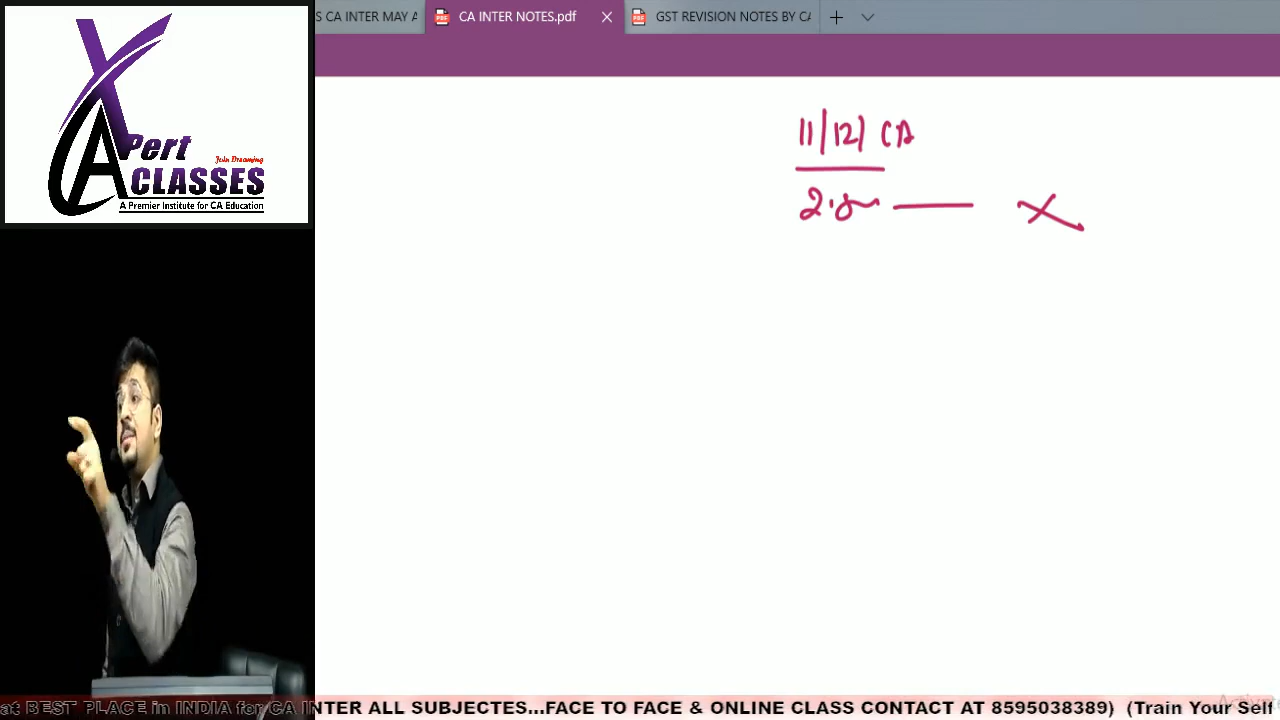 S CA INTER MAY A
CA INTER NOTES.pdf
GST REVISION NOTES BY CA
XPert
Join Dreaming
CA CLASSES
A Premier Institute for CA Education
11/12/ CA
at BEST PLACE in INDIA for CA INTER ALL SUBJECTES...FACE TO FACE & ONLINE CLASS CONTACT AT 8595038389) (Train Your Self